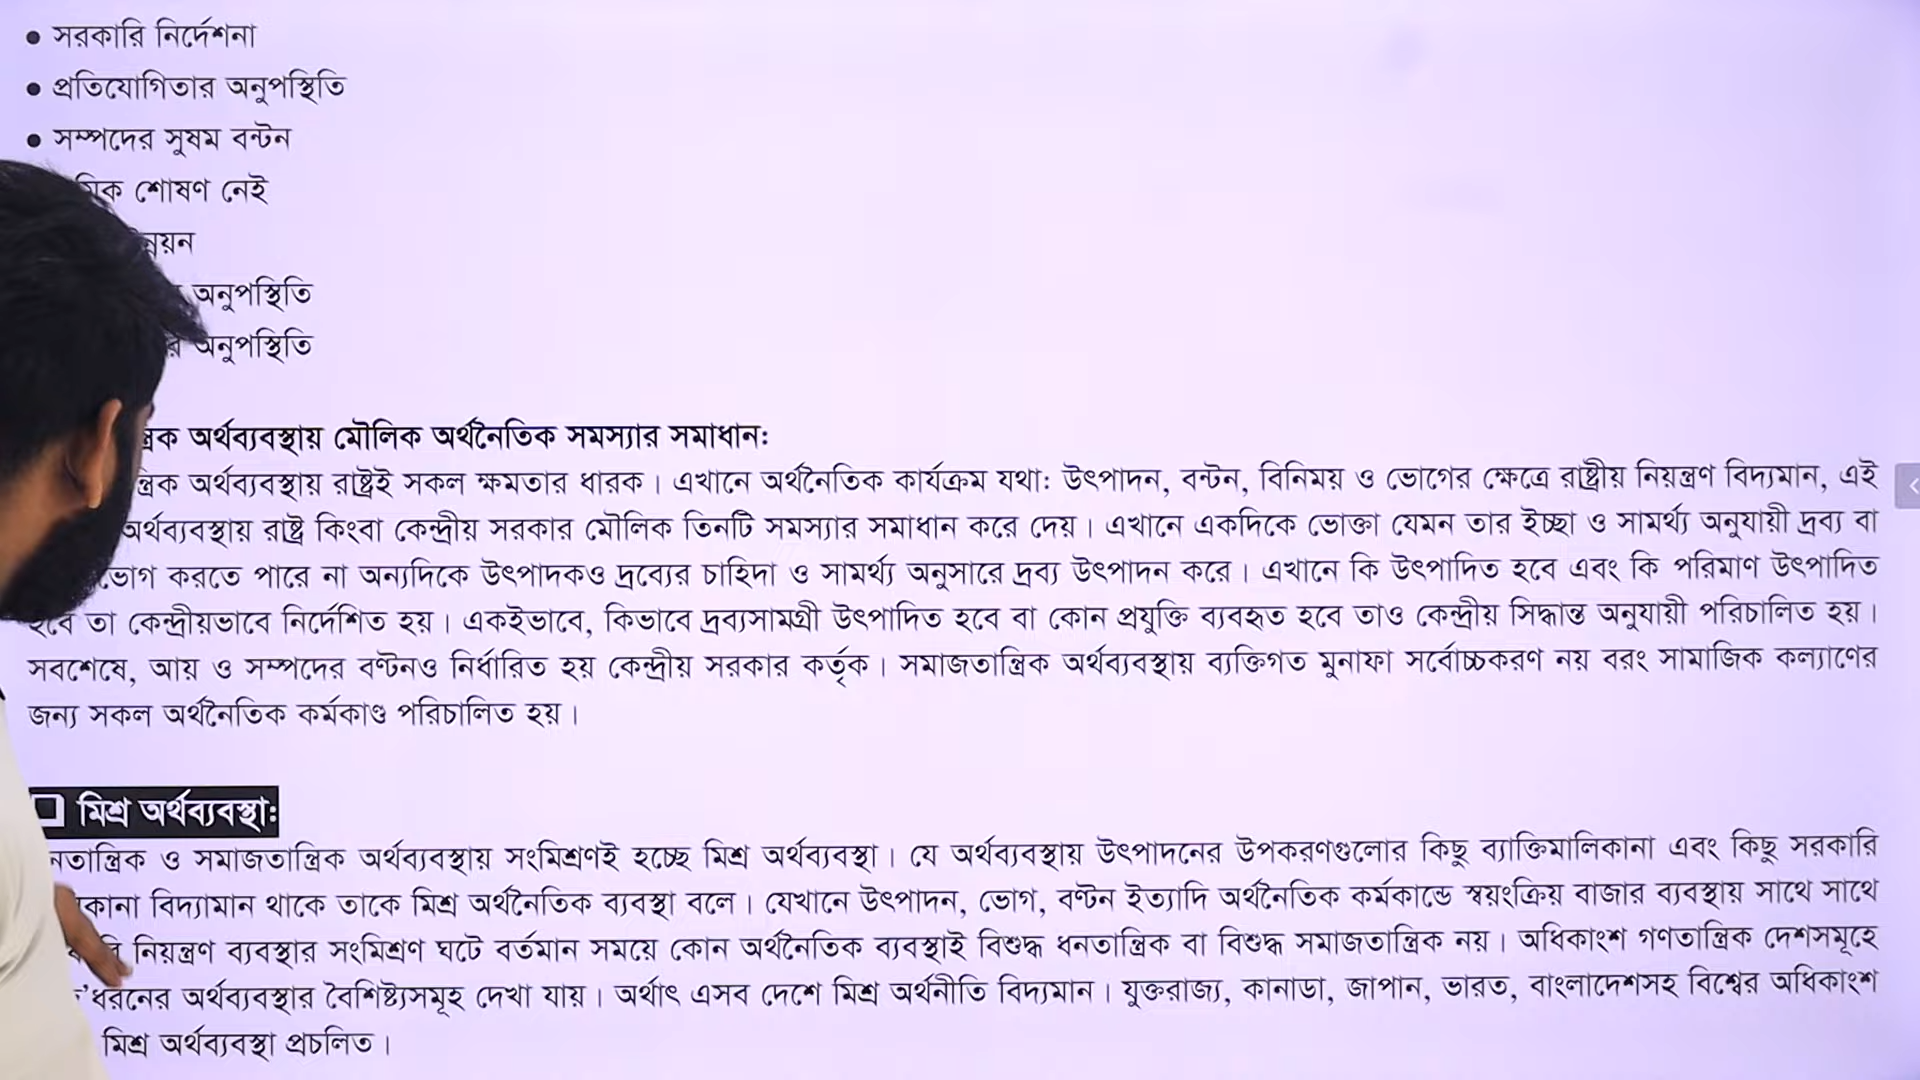 • সরকারি নির্দেশনা
• প্রতিযোগিতার অনুপস্থিতি
• সম্পদের সুষম বন্টন
শোষণ নেই
অনুপস্থিতি
অনুপস্থিতি
অর্থব্যবস্থায় মৌলিক অর্থনৈতিক সমস্যার সমাধান:
অর্থব্যবস্থায় রাষ্ট্রই সকল ক্ষমতার ধারক। এখানে অর্থনৈতিক কার্যক্রম যথা: উৎপাদন, বন্টন, বিনিময় ও ভোগের ক্ষেত্রে রাষ্ট্রীয় নিয়ন্ত্রণ বিদ্যমান, এই
অর্থব্যবস্থায় রাষ্ট্র কিংবা কেন্দ্রীয় সরকার মৌলিক তিনটি সমস্যার সমাধান করে দেয়। এখানে একদিকে ভোক্তা যেমন তার ইচ্ছা ও সামর্থ্য অনুযায়ী দ্রব্য বা
ভোগ করতে পারে না অন্যদিকে উৎপাদকও দ্রব্যের চাহিদা ও সামর্থ্য অনুসারে দ্রব্য উৎপাদন করে। এখানে কি উৎপাদিত হবে এবং কি পরিমাণ উৎপাদিত
হবে তা কেন্দ্রীয়ভাবে নির্দেশিত হয়। একইভাবে, কিভাবে দ্রব্যসামগ্রী উৎপাদিত হবে বা কোন প্রযুক্তি ব্যবহৃত হবে তাও কেন্দ্রীয় সিদ্ধান্ত অনুযায়ী পরিচালিত হয়।
সবশেষে, আয় ও সম্পদের বণ্টনও নির্ধারিত হয় কেন্দ্রীয় সরকার কর্তৃক। সমাজতান্ত্রিক অর্থব্যবস্থায় ব্যক্তিগত মুনাফা সর্বোচ্চকরণ নয় বরং সামাজিক কল্যাণের
জন্য সকল অর্থনৈতিক কর্মকাণ্ড পরিচালিত হয়।
❑ মিশ্র অর্থব্যবস্থা:
ও সমাজতান্ত্রিক অর্থব্যবস্থায় সংমিশ্রণই হচ্ছে মিশ্র অর্থব্যবস্থা। যে অর্থব্যবস্থায় উৎপাদনের উপকরণগুলোর কিছু ব্যাক্তিমালিকানা এবং কিছু সরকারি
বিদ্যামান থাকে তাকে মিশ্র অর্থনৈতিক ব্যবস্থা বলে। যেখানে উৎপাদন, ভোগ, বণ্টন ইত্যাদি অর্থনৈতিক কর্মকান্ডে স্বয়ংক্রিয় বাজার ব্যবস্থায় সাথে সাথে
নিয়ন্ত্রণ ব্যবস্থার সংমিশ্রণ ঘটে বর্তমান সময়ে কোন অর্থনৈতিক ব্যবস্থাই বিশুদ্ধ ধনতান্ত্রিক বা বিশুদ্ধ সমাজতান্ত্রিক নয়। অধিকাংশ গণতান্ত্রিক দেশসমূহে
অর্থব্যবস্থার বৈশিষ্ট্যসমূহ দেখা যায়। অর্থাৎ এসব দেশে মিশ্র অর্থনীতি বিদ্যমান। যুক্তরাজ্য, কানাডা, জাপান, ভারত, বাংলাদেশসহ বিশ্বের অধিকাংশ
মিশ্র অর্থব্যবস্থা প্রচলিত।